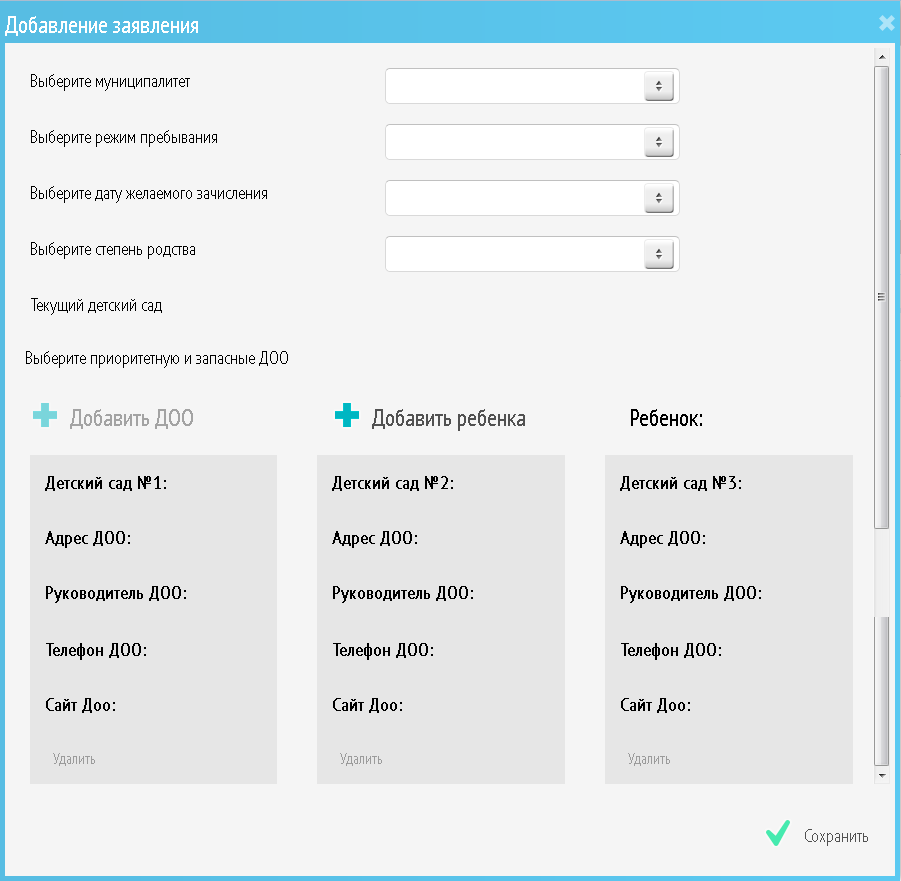 Добавление заявления
Выберите муниципалитет
Выберите режим пребывания
Выберите дату желаемого зачисления
Выберите степень родства
Текущий детский сад
Выберите приоритетную и запасные ДОО
Добавить ДОО
Добавить ребенка
Ребенок:
Детский сад №1:
Адрес ДОО:
Руководитель ДОО:
Телефон ДОО:
Сайт Доо:
Удалить
Детский сад №2:
Адрес ДОО:
Руководитель ДОО:
Телефон ДОО:
Сайт Доо:
Удалить
Детский сад №3:
Адрес ДОО:
Руководитель ДОО:
Телефон ДОО:
Сайт Доо:
Удалить
Сохранить